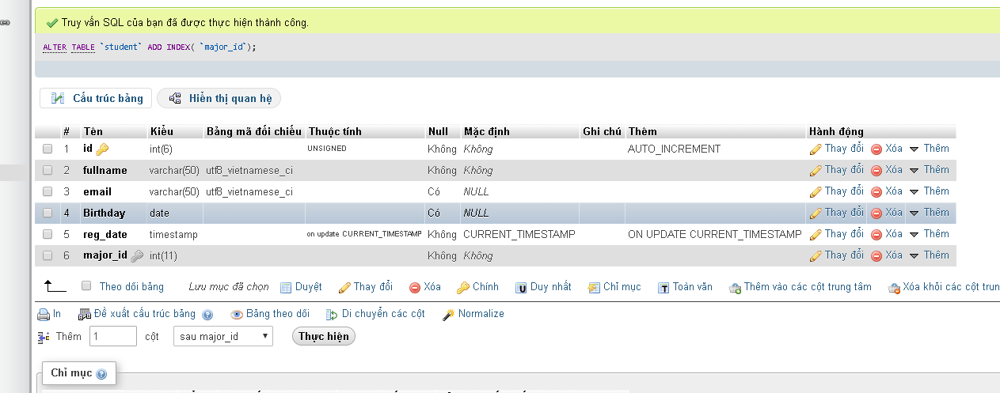 Truy vấn SQL của bạn đã được thực hiện thành công.
ALTER TABLE `student` ADD INDEX( `major_id`);
Cấu trúc bảng Hiển thị quan hệ
# Tên Kiểu Bảng mã đối chiếu Thuộc tính Null Mặc định Ghi chú Thêm Hành động
1 id int(6) UNSIGNED Không Không AUTO_INCREMENT Thay đổi Xóa Thêm
2 fullname varchar(50) utf8_vietnamese_ci Không Không Thay đổi Xóa Thêm
3 email varchar(50) utf8_vietnamese_ci Có NULL Thay đổi Xóa Thêm
4 Birthday date Có NULL Thay đổi Xóa Thêm
5 reg_date timestamp on update CURRENT_TIMESTAMP Không CURRENT_TIMESTAMP ON UPDATE CURRENT_TIMESTAMP Thay đổi Xóa Thêm
6 major_id int(11) Không Không Thay đổi Xóa Thêm
Theo dõi bảng Lưu mục đã chọn Duyệt Thay đổi Xóa Chính Duy nhất Chỉ mục Toàn văn Thêm vào các cột trung tâm Xóa khỏi các cột trun
In Đề xuất cấu trúc bảng Bảng theo dõi Di chuyển các cột Normalize
Thêm 1 cột sau major_id Thực hiện
Chỉ mục